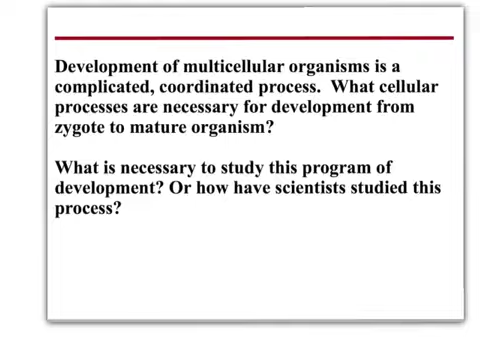 Development of multicellular organisms is a
complicated, coordinated process.  What cellular
processes are necessary for development from
zygote to mature organism?
What is necessary to study this program of
development? Or how have scientists studied this
process?